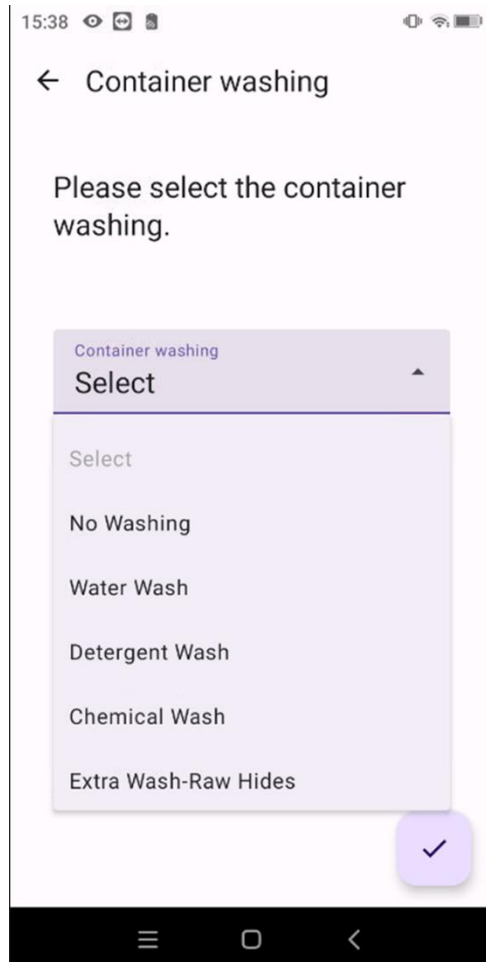 15:38
Container washing
Please select the container
washing.
Container washing
Select
Select
No Washing
Water Wash
Detergent Wash
Chemical Wash
Extra Wash-Raw Hides